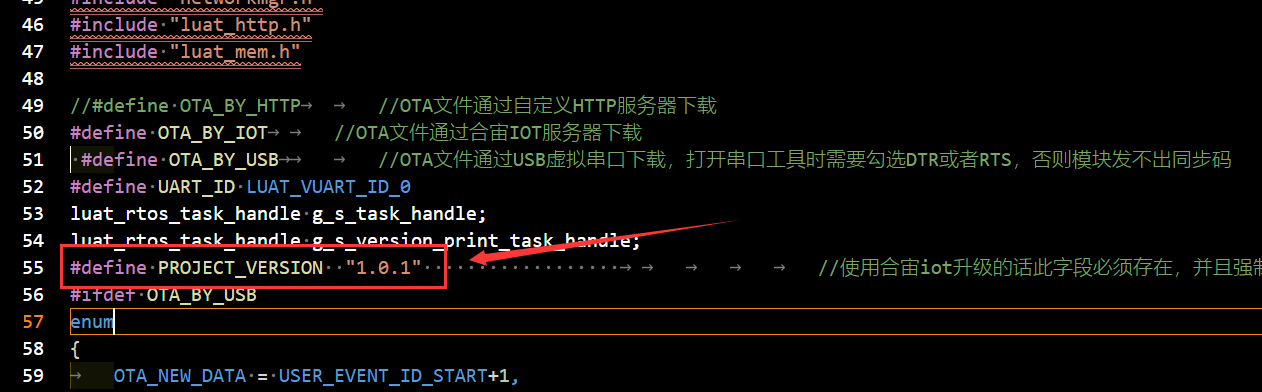 45 #include "networkmgr.h"
46 #include "luat_http.h"
47 #include "luat_mem.h"
48
49 //#define OTA_BY_HTTP //OTA文件通过自定义HTTP服务器下载
50 #define OTA_BY_IOT //OTA文件通过合宙IOT服务器下载
51 #define OTA_BY_USB //OTA文件通过USB虚拟串口下载，打开串口工具时需要勾选DTR或者RTS，否则模块发不出同步码
52 #define UART_ID LUAT_VUART_ID_0
53 luat_rtos_task_handle g_s_task_handle;
54 luat_rtos_task_handle g_s_version_print_task_handle;
55 #define PROJECT_VERSION "1.0.1" //使用合宙iot升级的话此字段必须存在，并且强制
56 #ifdef OTA_BY_USB
57 enum
58 {
59 OTA_NEW_DATA = USER_EVENT_ID_START+1,